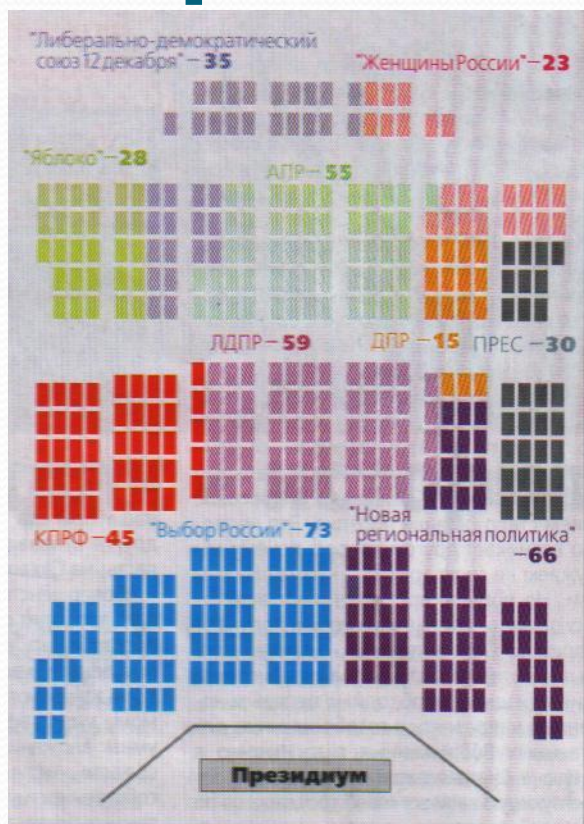 "Либерально-демократический
союз 12 декабря" – 35
"Женщины России" – 23
"Яблоко" – 28
АПР – 55
ЛДПР – 59
ДПР – 15
ПРЕС – 30
КПРФ – 45
"Выбор России" – 73
"Новая
региональная политика"
– 66
Президиум